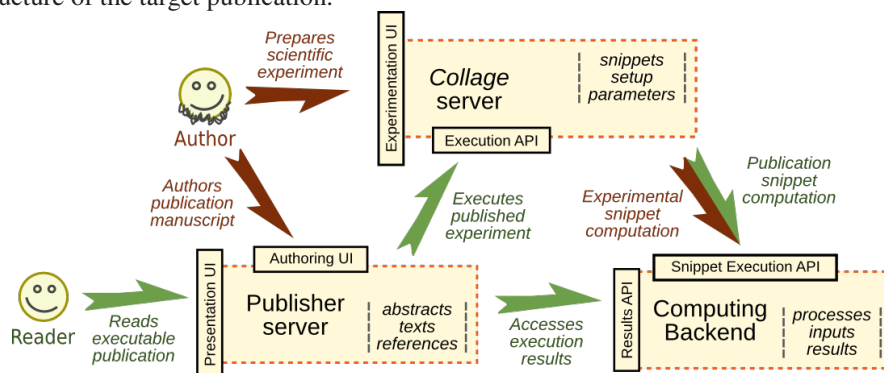 ucture of the target publication.
Prepares
scientific
experiment
Author
Experimentation UI
Collage
server
snippets
setup
parameters
Execution API
Authors
publication
manuscript
Executes
published
experiment
Experimental
snippet
computation
Publication
snippet
computation
Reader
Reads
executable
publication
Presentation UI
Authoring UI
Publisher
server
abstracts
texts
references
Accesses
execution
results
Results API
Snippet Execution API
Computing
Backend
processes
inputs
results